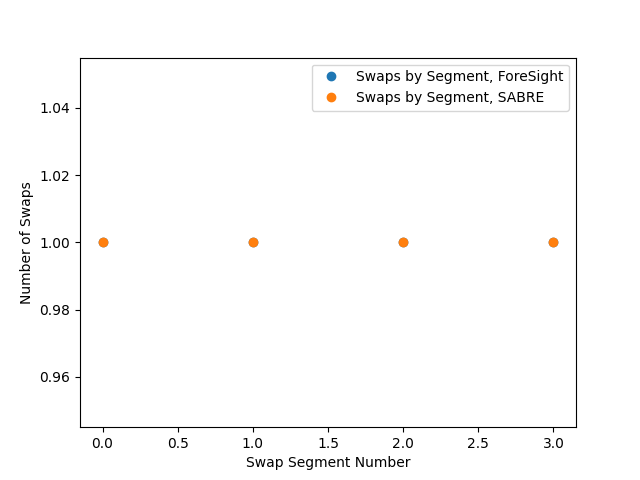 Swaps by Segment, ForeSight
Swaps by Segment, SABRE
1.04
1.02
1.00
0.98
0.96
Number of Swaps
0.0 0.5 1.0 1.5 2.0 2.5 3.0
Swap Segment Number